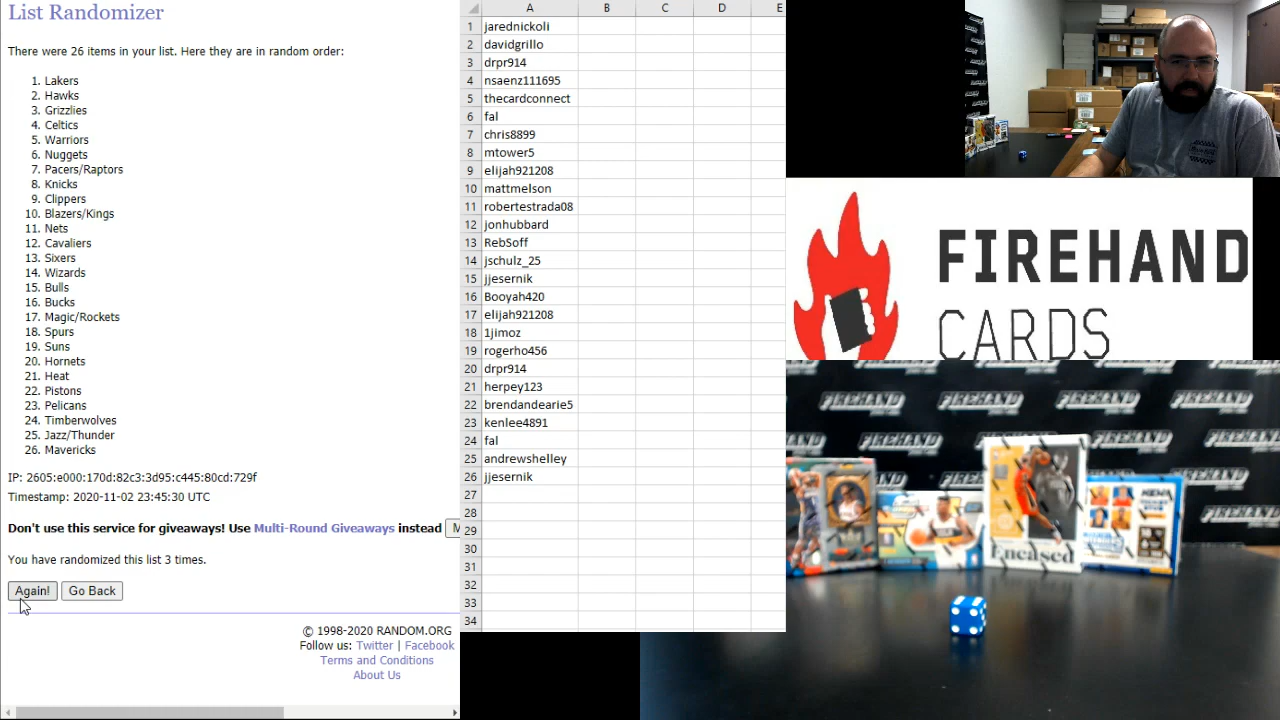 List Randomizer
There were 26 items in your list. Here they are in random order:
1. Lakers
2. Hawks
3. Grizzlies
4. Celtics
5. Warriors
6. Nuggets
7. Pacers/Raptors
8. Knicks
9. Clippers
10. Blazers/Kings
11. Nets
12. Cavaliers
13. Sixers
14. Wizards
15. Bulls
16. Bucks
17. Magic/Rockets
18. Spurs
19. Suns
20. Hornets
21. Heat
22. Pistons
23. Pelicans
24. Timberwolves
25. Jazz/Thunder
26. Mavericks
IP: 2605:e000:170d:82c3:3d95:c445:80cd:729f
Timestamp: 2020-11-02 23:45:30 UTC
Don't use this service for giveaways! Use Multi-Round Giveaways instead
You have randomized this list 3 times.
Again! Go Back
© 1998-2020 RANDOM.ORG
Follow us: Twitter | Facebook
Terms and Conditions
About Us
A B C D E
1 jarednickoli
2 davidgrillo
3 drpr914
4 nsaenz111695
5 thecardconnect
6 fal
7 chris8899
8 mtower5
9 elijah921208
10 mattmelson
11 robertestrada08
12 jonhubbard
13 RebSoff
14 jschulz_25
15 jjesernik
16 Booyah420
17 elijah921208
18 1jimoz
19 rogerho456
20 drpr914
21 herpey123
22 brendandearie5
23 kenlee4891
24 fal
25 andrewshelley
26 jjesernik
27
28
29
30
31
32
33
34
FIREHAND
CARDS
FIREHAND FIREHAND FIREHAND
FIREHAND FIREHAND
Encased